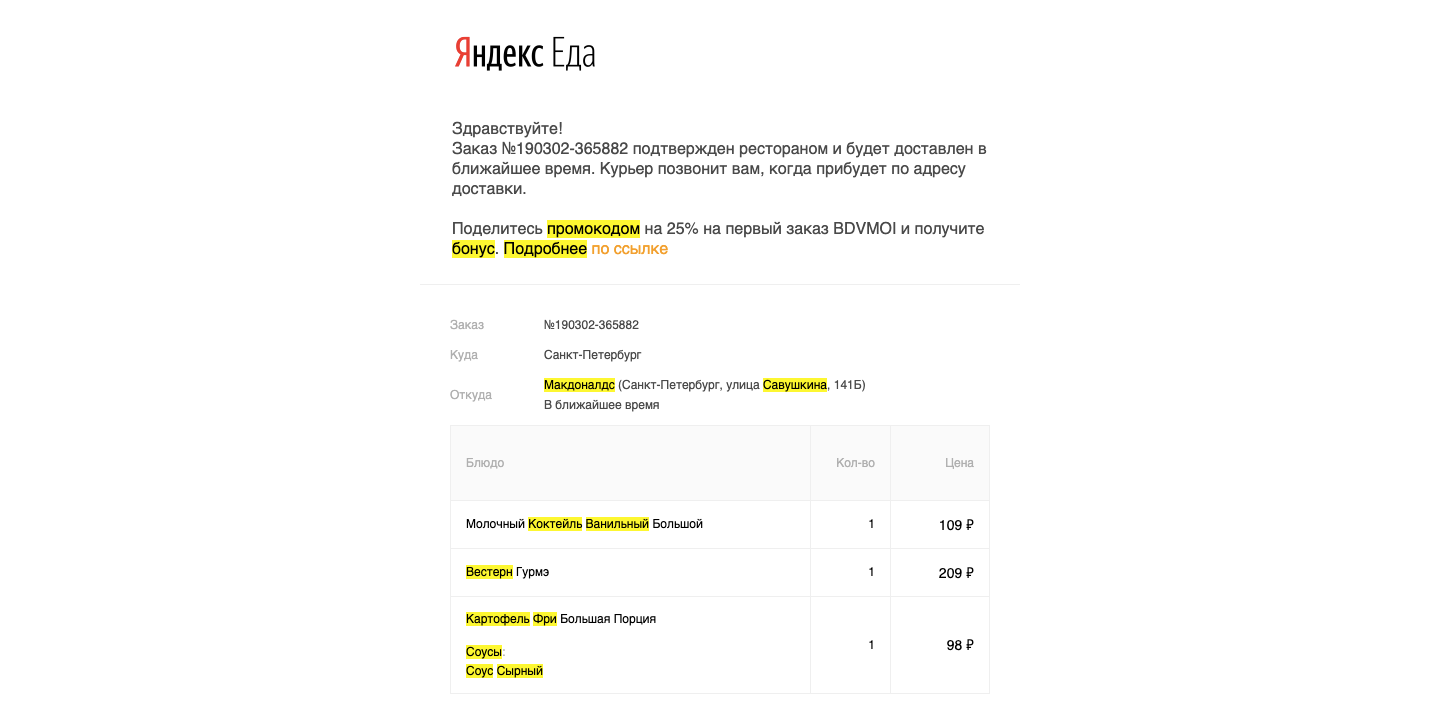 Яндекс Еда
Здравствуйте!
Заказ №190302-365882 подтвержден рестораном и будет доставлен в
ближайшее время. Курьер позвонит вам, когда прибудет по адресу
доставки.
Поделитесь промокодом на 25% на первый заказ BDVMOI и получите
бонус. Подробнее по ссылке
Заказ №190302-365882
Куда Санкт-Петербург
Откуда Макдоналдс (Санкт-Петербург, улица Савушкина, 141Б)
В ближайшее время
Блюдо Кол-во Цена
Молочный Коктейль Ванильный Большой 1 109 ₽
Вестерн Гурмэ 1 209 ₽
Картофель Фри Большая Порция 1 98 ₽
Соусы:
Соус Сырный